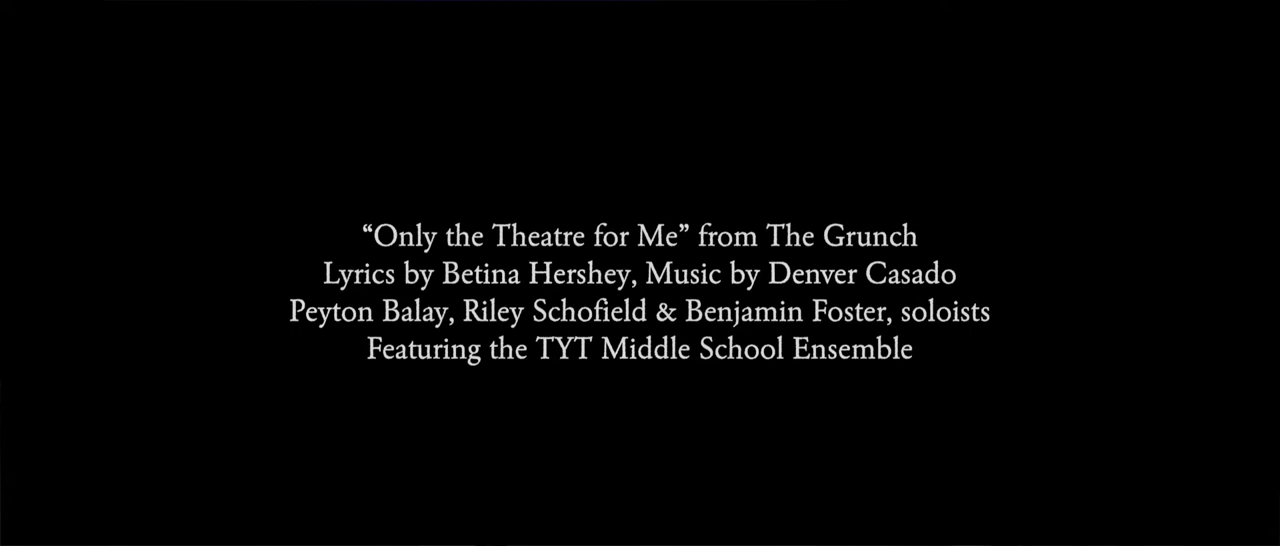 “Only the Theatre for Me” from The Grunch
Lyrics by Betina Hershey, Music by Denver Casado
Peyton Balay, Riley Schofield & Benjamin Foster, soloists
Featuring the TYT Middle School Ensemble